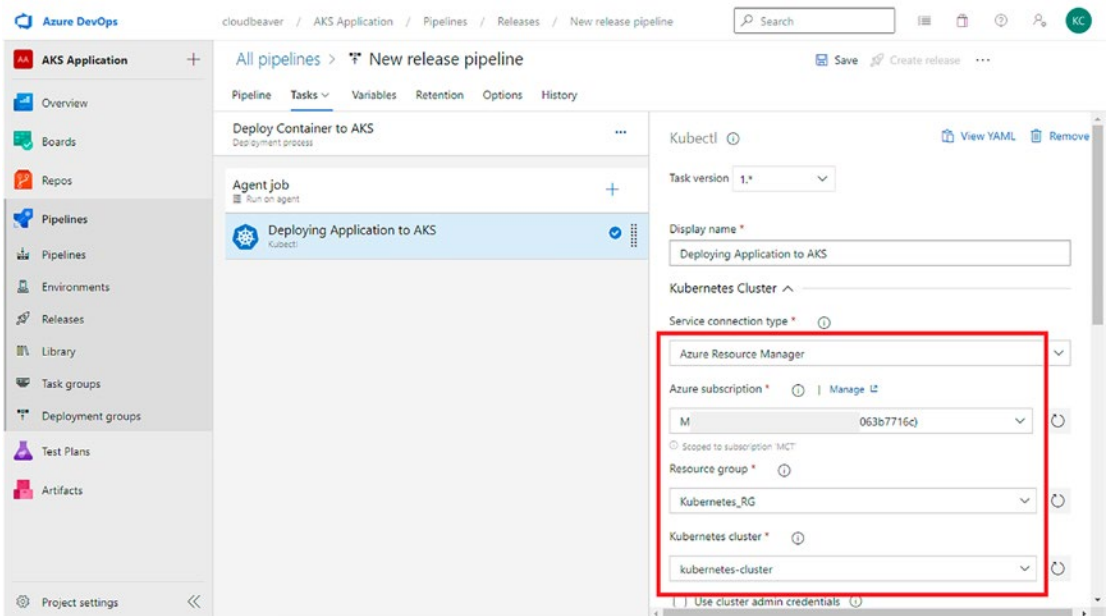 Azure DevOps
cloudbeaver / AKS Application / Pipelines / Releases / New release pipeline
Search
KC
AA AKS Application
All pipelines > New release pipeline
Save Create release
Overview
Boards
Repos
Pipelines
Pipelines
Environments
Releases
Library
Task groups
Deployment groups
Test Plans
Artifacts
Project settings
Pipeline Tasks Variables Retention Options History
Deploy Container to AKS
Deployment process
Agent job
Run on agent
Deploying Application to AKS
Kubectl
Kubectl
View YAML Remove
Task version 1.*
Display name *
Deploying Application to AKS
Kubernetes Cluster
Service connection type *
Azure Resource Manager
Azure subscription * | Manage
M 063b7716c)
Scoped to subscription 'MCT'
Resource group *
Kubernetes_RG
Kubernetes cluster *
kubernetes-cluster
Use cluster admin credentials